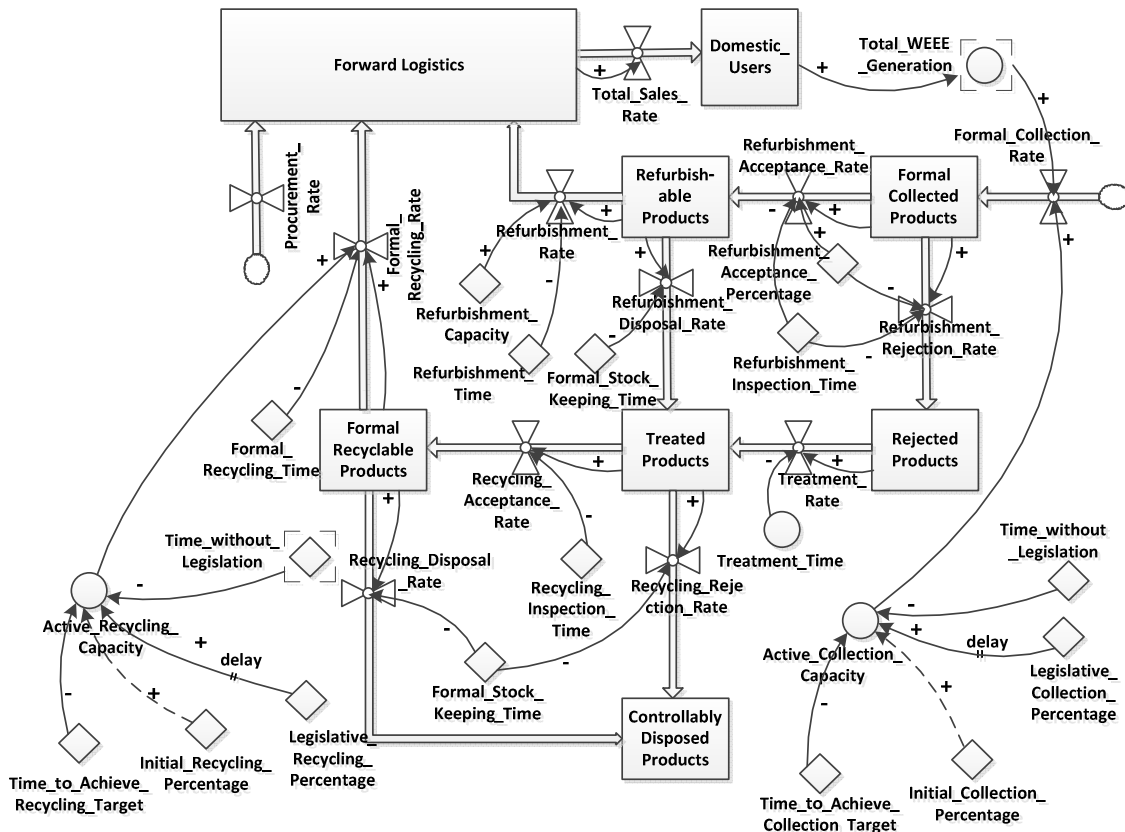 Forward Logistics
+
Total_Sales_
Rate
Domestic_
Users
+
Total_WEEE
_Generation
+
Formal_Collection_
Rate
Procurement_
Rate
Formal_
Recycling_Rate
+
+
Refurbishment_
Rate
+
Refurbish-
able
Products
Refurbishment_
Acceptance_Rate
-
+
+
Formal
Collected
Products
+
+
Refurbishment_
Capacity
-
Refurbishment_
Time
+
Refurbishment_
Disposal_Rate
-
Formal_Stock_
Keeping_Time
Refurbishment_
Acceptance_
Percentage
-
Refurbishment_
Rejection_Rate
-
Refurbishment_
Inspection_Time
+
-
Formal_
Recycling_Time
Formal
Recyclable
Products
+
Recycling_
Acceptance_
Rate
+
-
Treated
Products
+
Treatment_
Rate
+
-
Rejected
Products
Treatment_Time
Time_without_
Legislation
-
Recycling_Disposal
_Rate
Recycling_
Inspection_
Time
Recycling_Reje
ction_Rate
Time_without
_Legislation
-
Active_Recycling_
Capacity
+
delay
-
+
-
-
Formal_Stock_
Keeping_Time
Active_Collection_
Capacity
+
delay
-
+
Legislative_
Collection_
Percentage
Time_to_Achieve_
Recycling_Target
Initial_Recycling_
Percentage
Legislative_
Recycling_
Percentage
Controllably
Disposed
Products
Time_to_Achieve_
Collection_Target
Initial_Collection_
Percentage